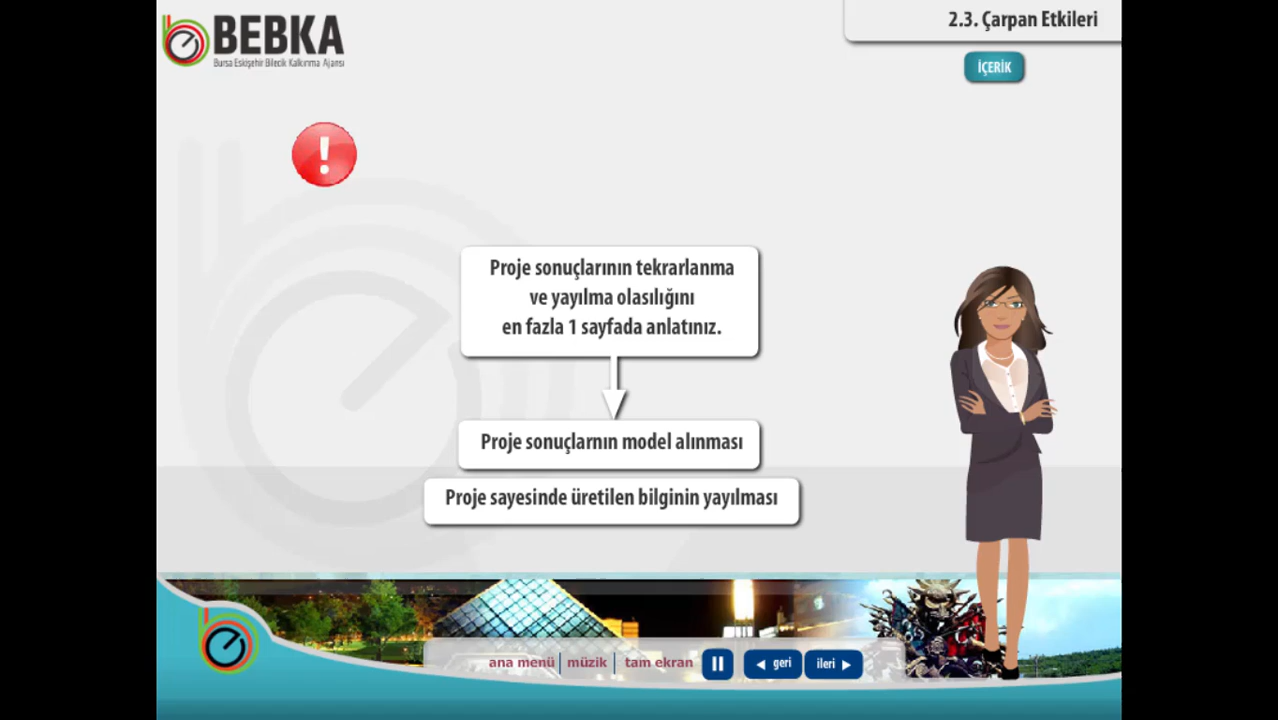 BEBKA
Bursa Eskişehir Bilecik Kalkınma Ajansı
2.3. Çarpan Etkileri
İÇERİK
!
Proje sonuçlarının tekrarlanma
ve yayılma olasılığını
en fazla 1 sayfada anlatınız.
Proje sonuçlarnın model alınması
Proje sayesinde üretilen bilginin yayılması
ana menü müzik tam ekran geri ileri